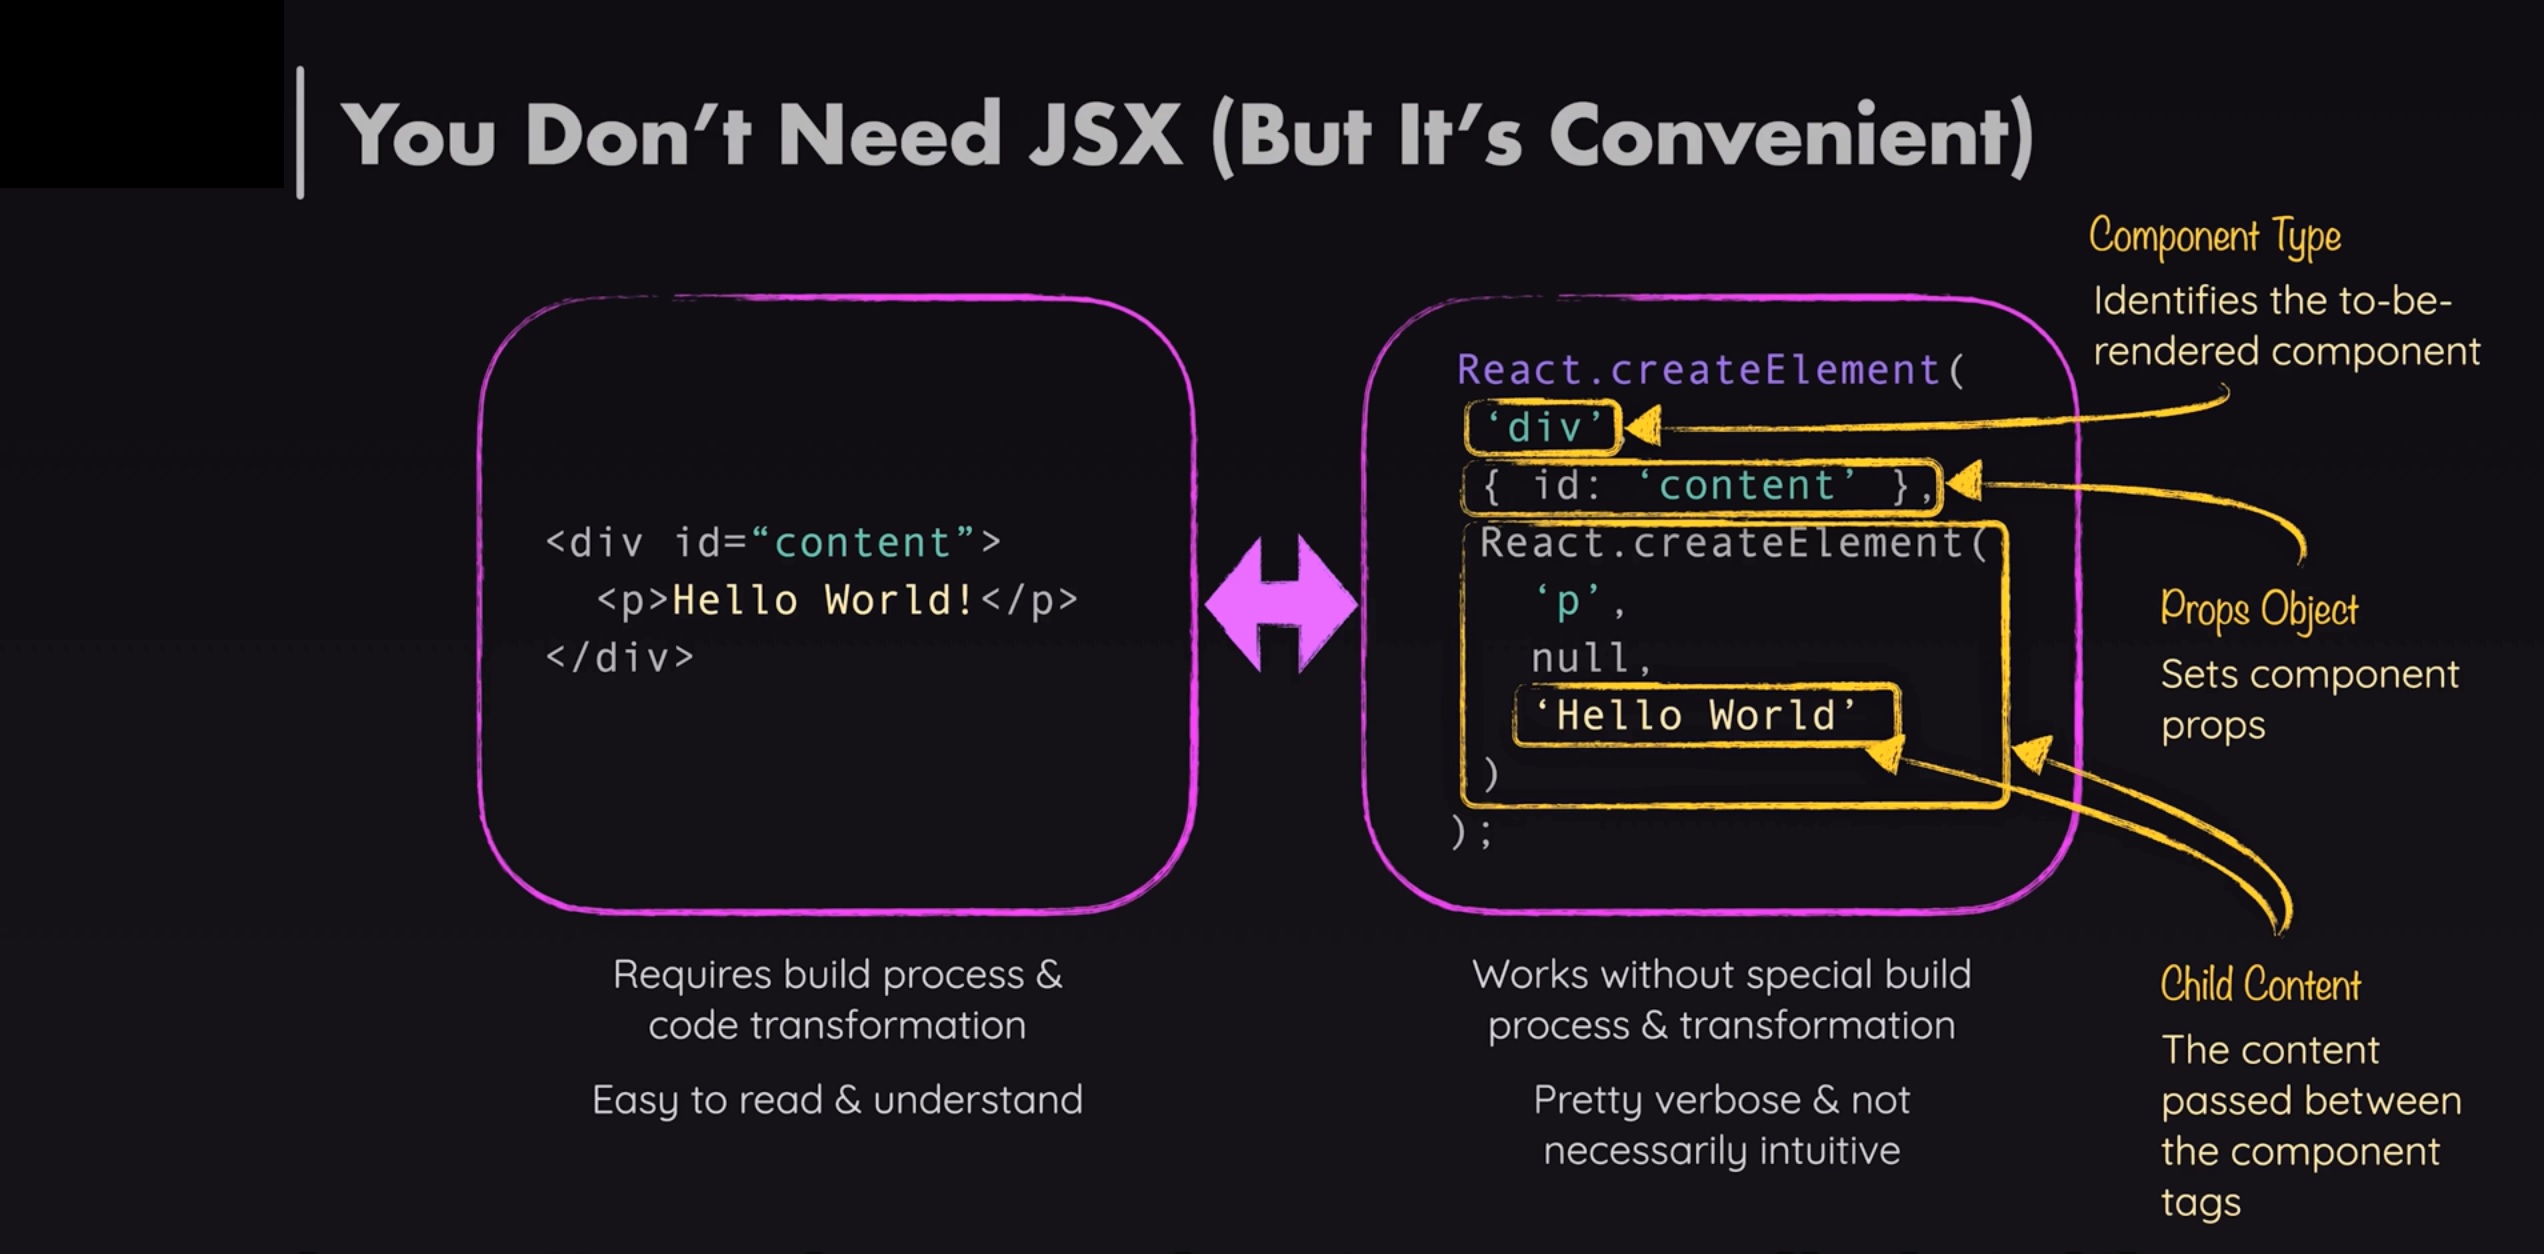 You Don’t Need JSX (But It’s Convenient)
<div id=“content”>
<p>Hello World!</p>
</div>
Requires build process &
code transformation
Easy to read & understand
React.createElement(
‘div’
{ id: ‘content’ },
React.createElement(
‘p’,
null,
‘Hello World’
)
);
Works without special build
process & transformation
Pretty verbose & not
necessarily intuitive
Component Type
Identifies the to-be-
rendered component
Props Object
Sets component
props
Child Content
The content
passed between
the component
tags